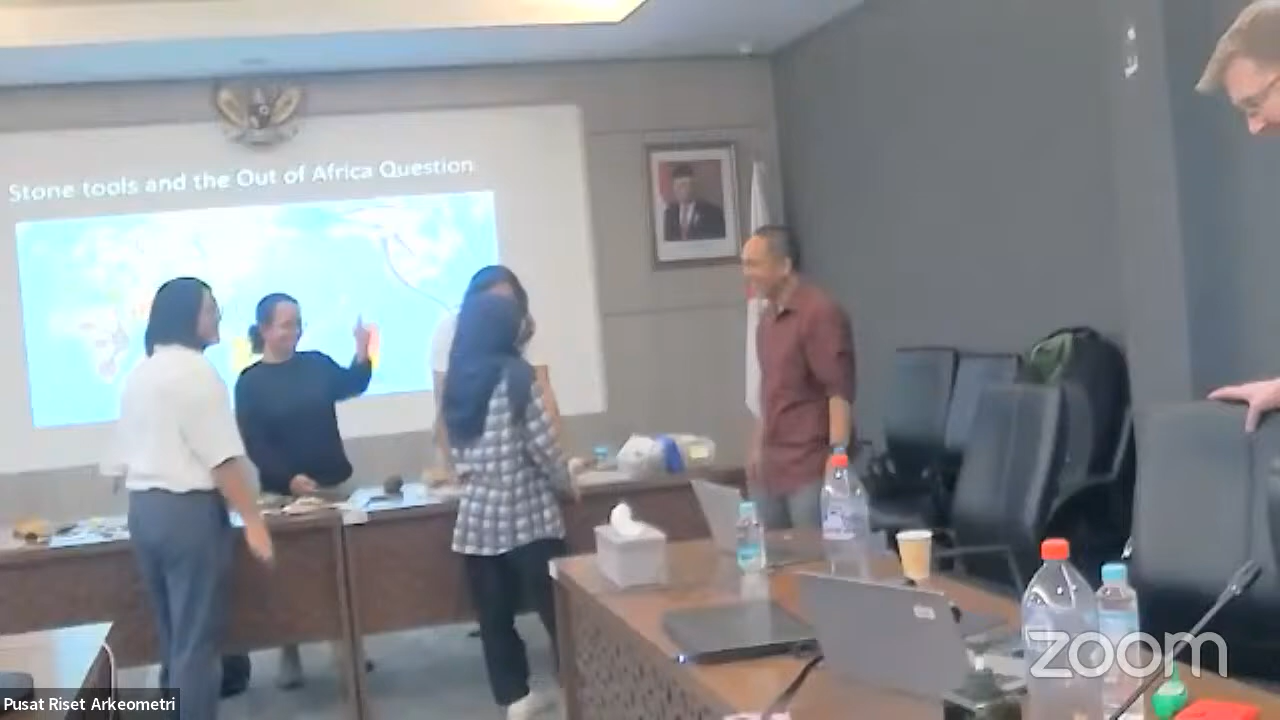 Stone tools and the Out of Africa Question
zoom
Pusat Riset Arkeometri